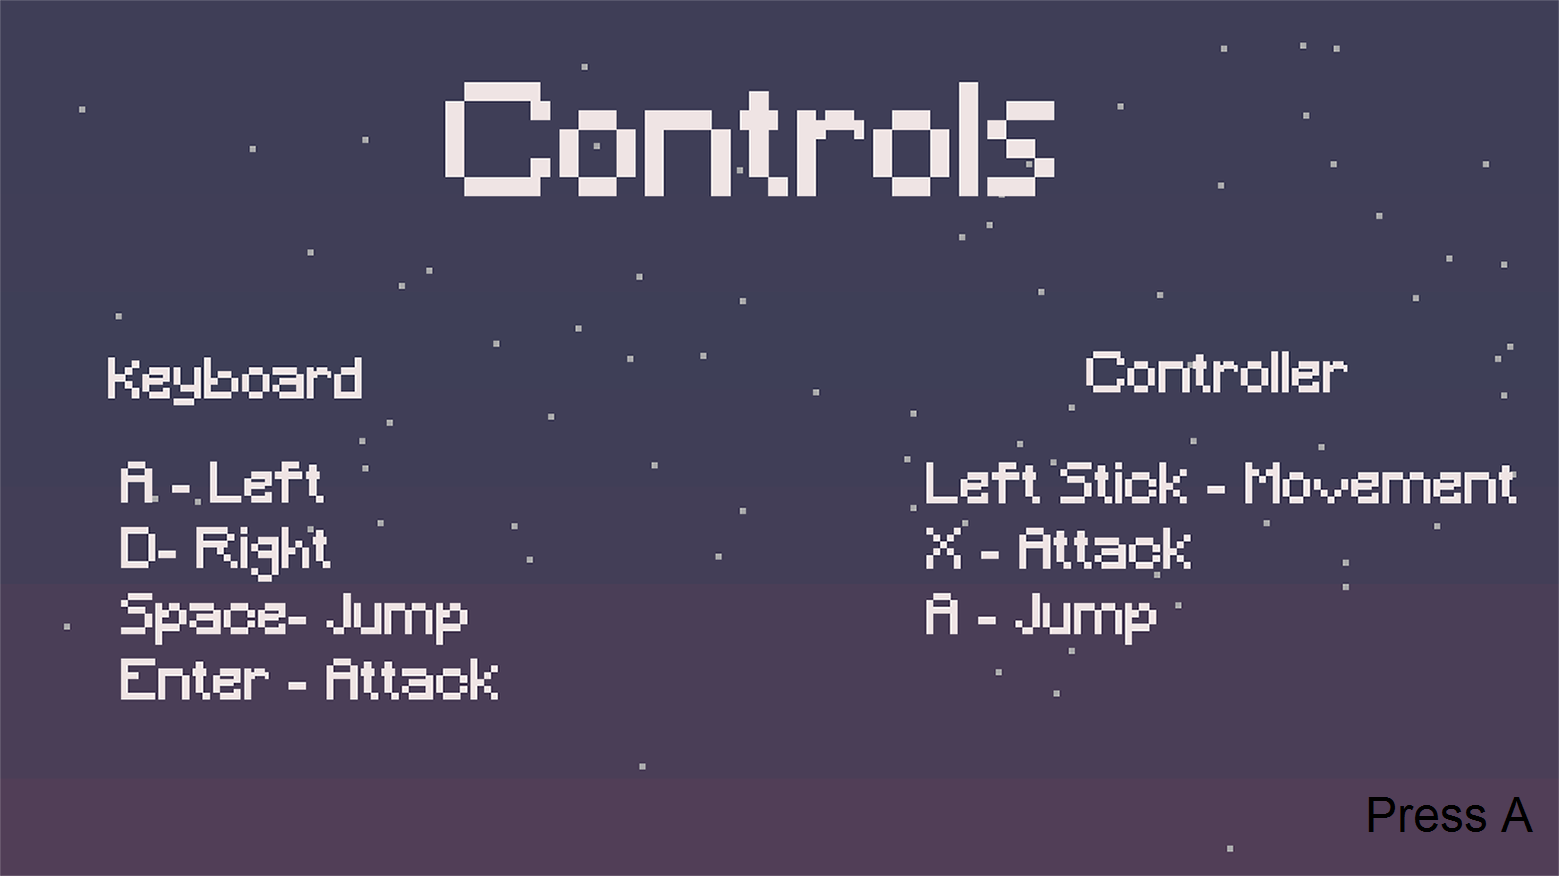 Controls
Keyboard
A - Left
D- Right
Space- Jump
Enter - Attack
Controller
Left Stick - Movement
X - Attack
A - Jump
Press A